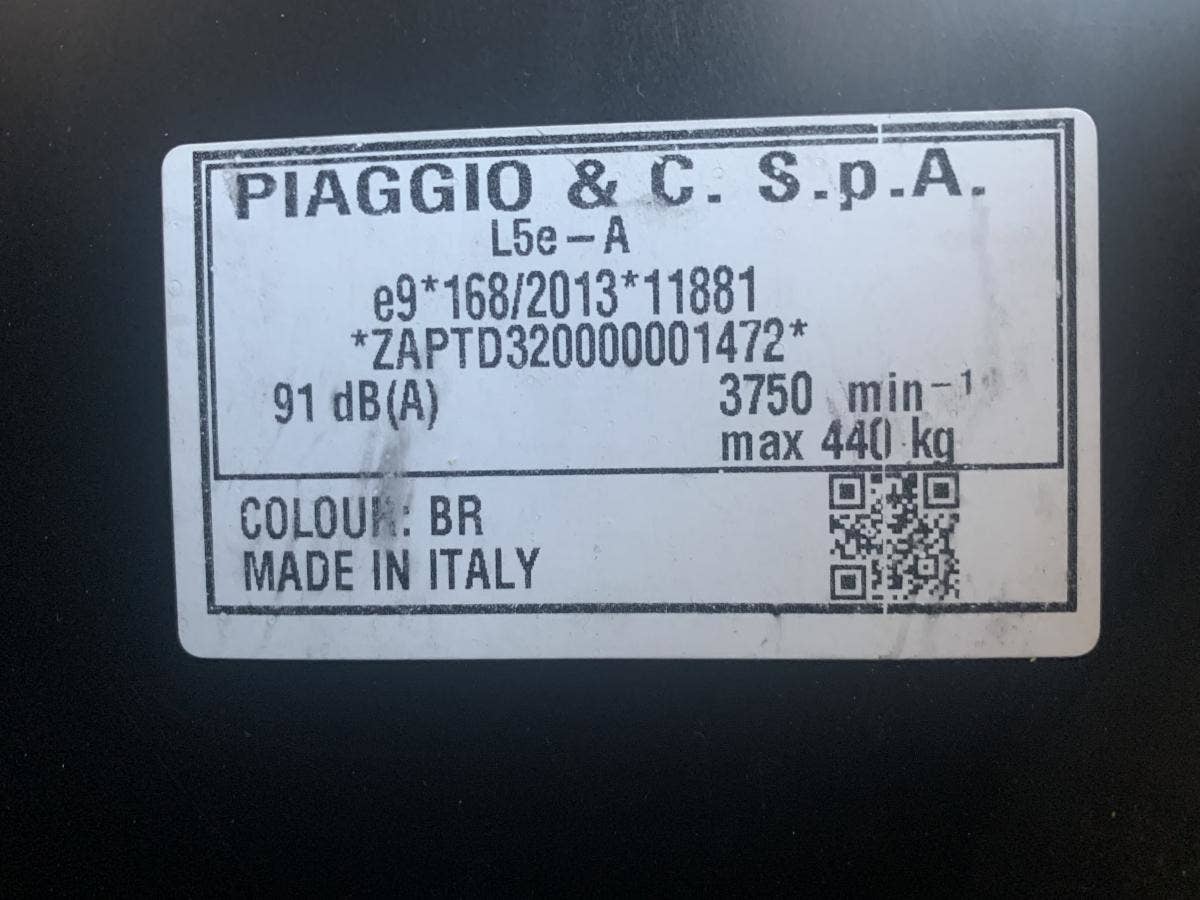 PIAGGIO & C. S.p.A.
L5e – A
e9*168/2013*11881
*ZAPTD320000001472*
91 dB(A) 3750 min⁻¹
max 440 kg
COLOUR: BR
MADE IN ITALY